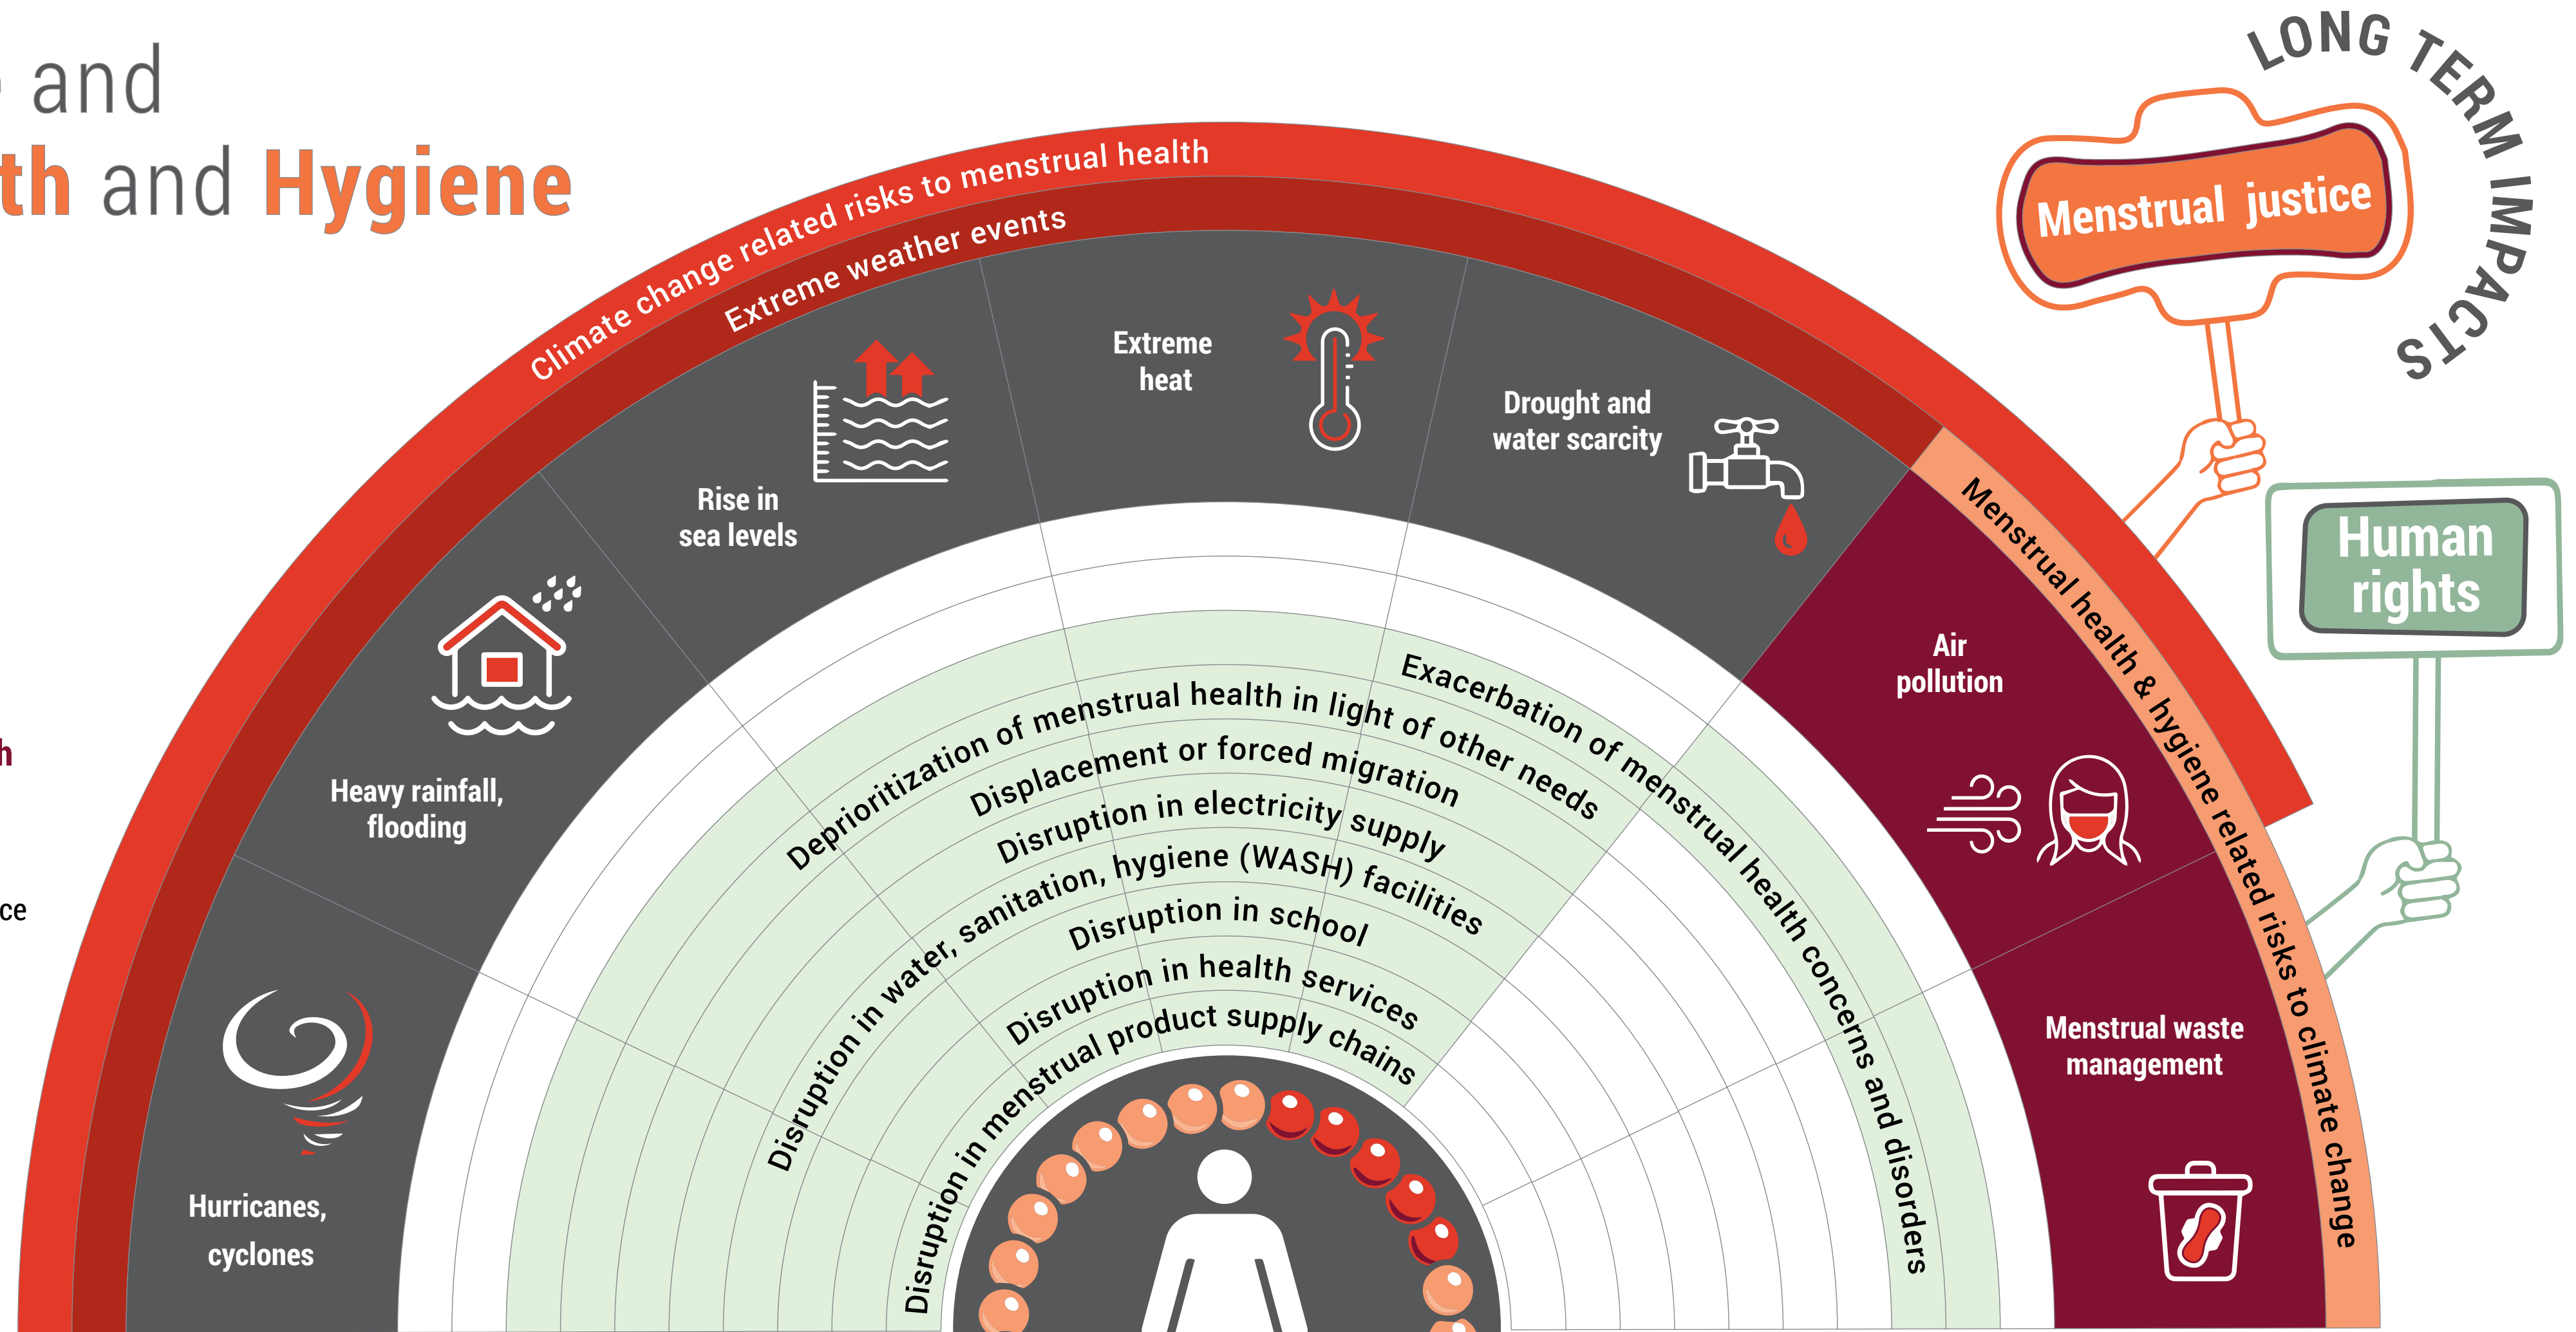 and
th and Hygiene
LONG TERM IMPACTS
Menstrual justice
Human
rights
Climate change related risks to menstrual health
Extreme weather events
Menstrual health & hygiene related risks to climate change
Hurricanes,
cyclones
Heavy rainfall,
flooding
Rise in
sea levels
Extreme
heat
Drought and
water scarcity
Air
pollution
Menstrual waste
management
Exacerbation of menstrual health concerns and disorders
Deprioritization of menstrual health in light of other needs
Displacement or forced migration
Disruption in electricity supply
Disruption in water, sanitation, hygiene (WASH) facilities
Disruption in school
Disruption in health services
Disruption in menstrual product supply chains
h
ce